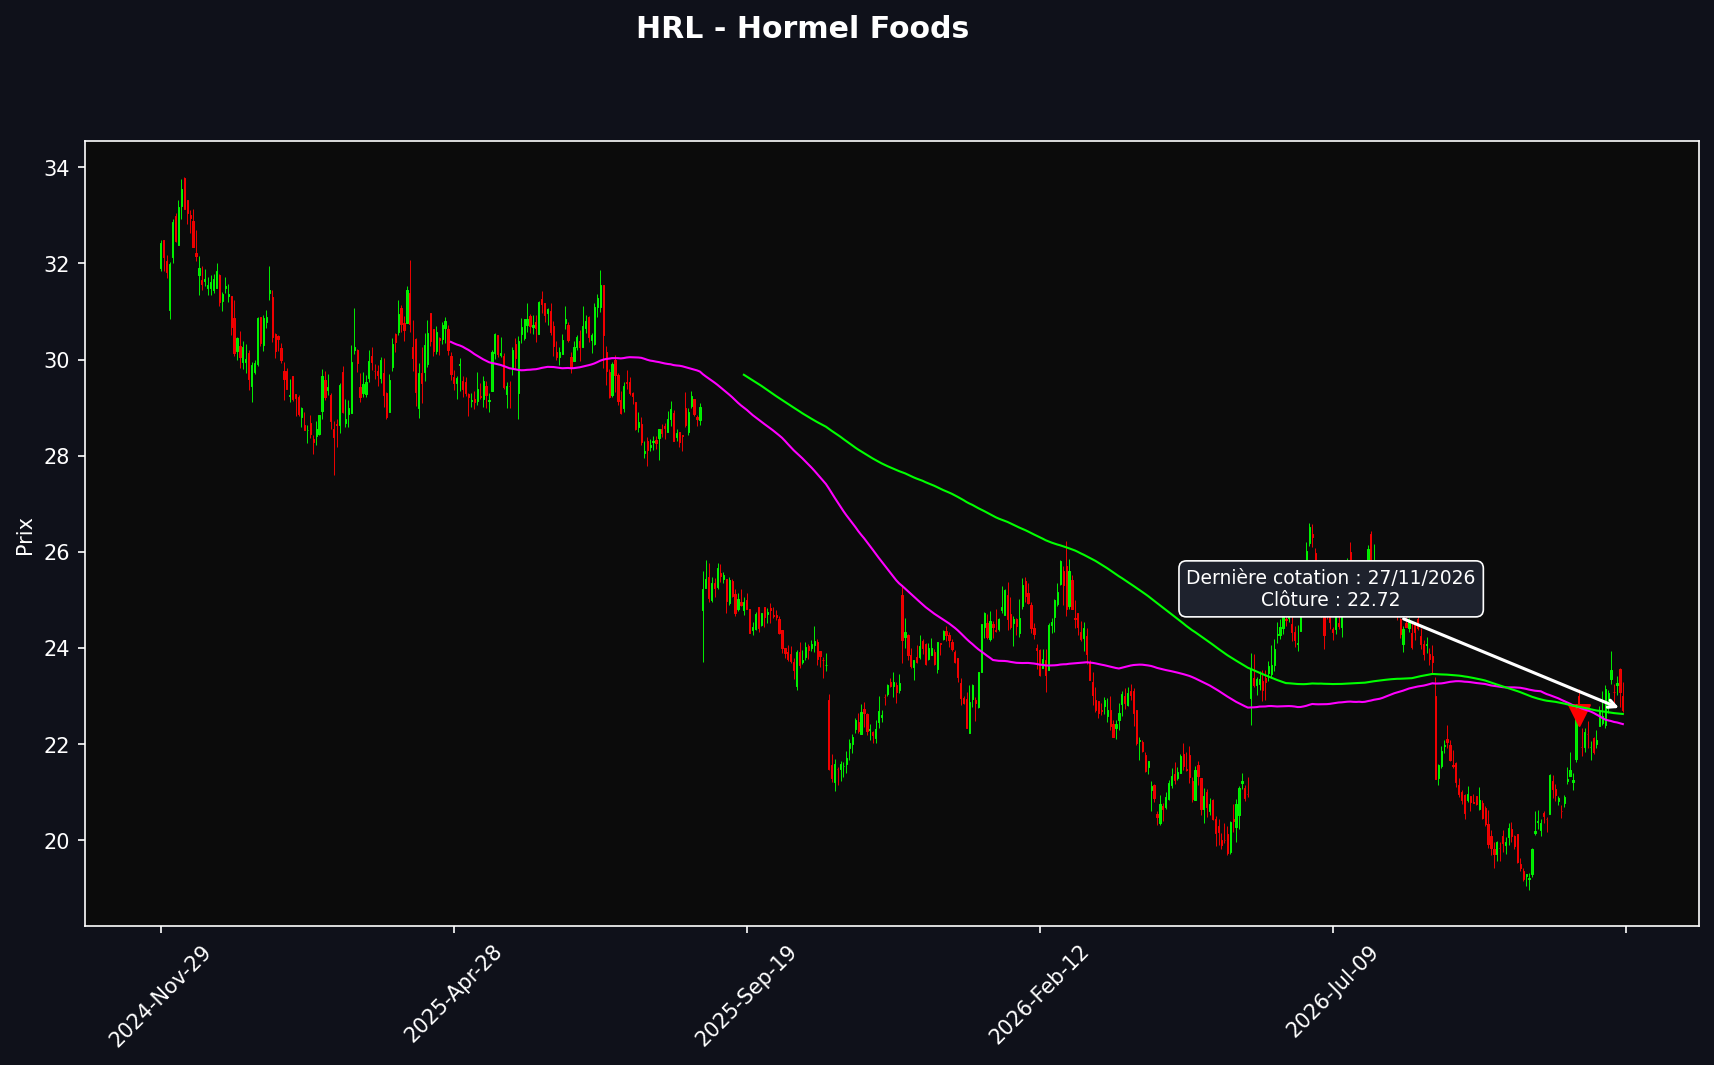 HRL - Hormel Foods
Prix
34
32
30
28
26
24
22
20
Dernière cotation : 27/11/2026
Clôture : 22.72
2024-Nov-29
2025-Apr-28
2025-Sep-19
2026-Feb-12
2026-Jul-09